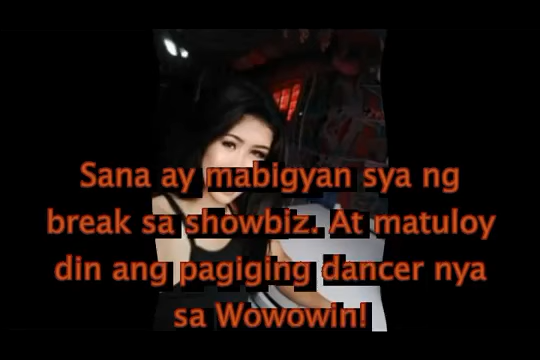 Sana ay mabigyan sya ng
break sa showbiz. At matuloy
din ang pagiging dancer nya
sa Wowowin!